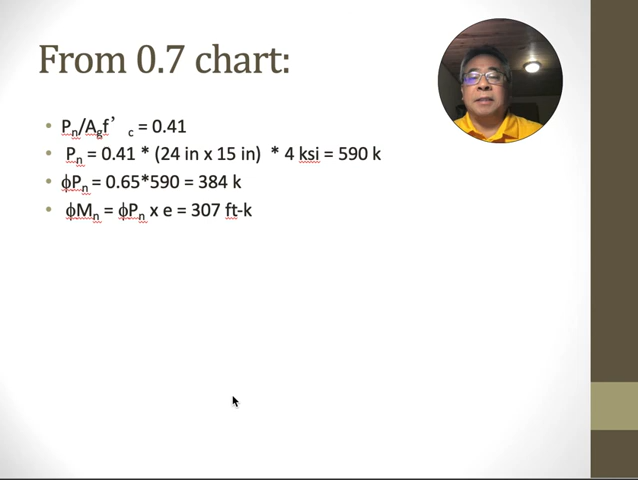 From 0.7 chart:
• Pn/Agf’ c = 0.41
• Pn = 0.41 * (24 in x 15 in) * 4 ksi = 590 k
• ϕPn = 0.65*590 = 384 k
• ϕMn = ϕPn x e = 307 ft-k